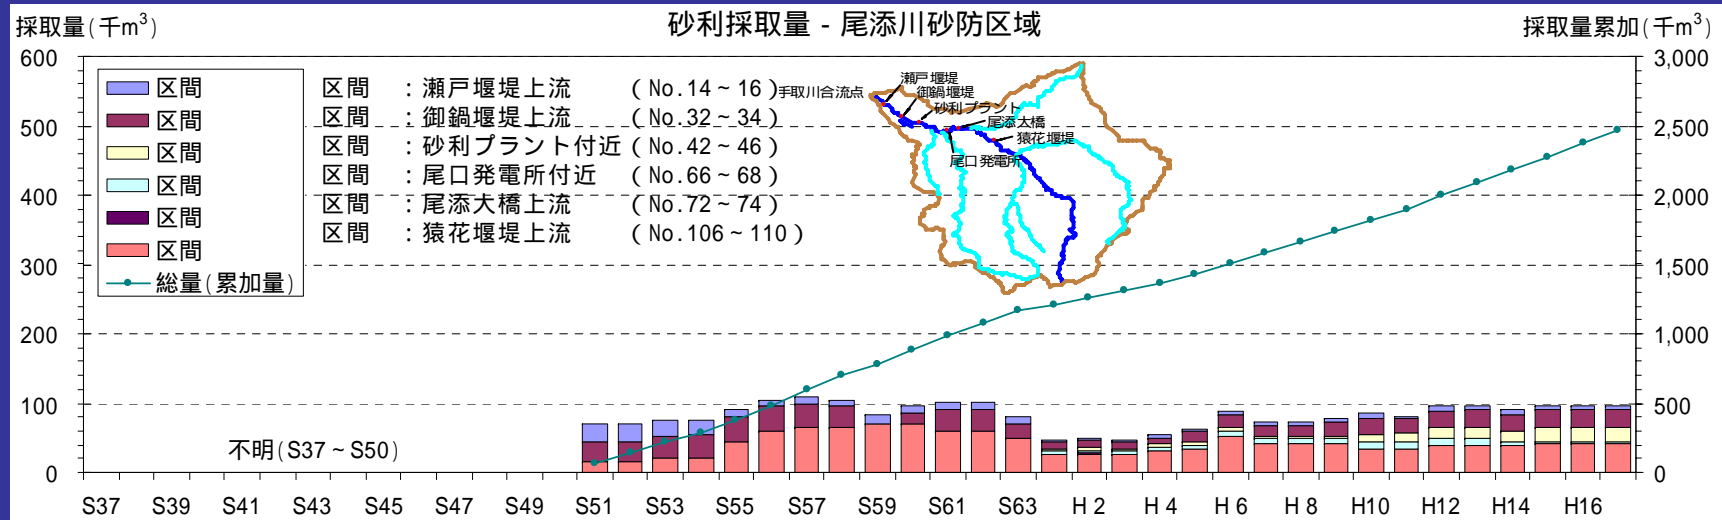 砂利採取量 - 尾添川砂防区域
採取量(千m³)
採取量累加(千m³)
600
500
400
300
200
100
0
3,000
2,500
2,000
1,500
1,000
500
0
区間
区間
区間
区間
区間
区間
総量(累加量)
区間 :瀬戸堰堤上流 (No.14~16)
区間 :御鍋堰堤上流 (No.32~34)
区間 :砂利プラント付近 (No.42~46)
区間 :尾口発電所付近 (No.66~68)
区間 :尾添大橋上流 (No.72~74)
区間 :猿花堰堤上流 (No.106~110)
手取川合流点
瀬戸堰堤
御鍋堰堤
砂利プラント
尾添大橋
猿花堰堤
尾口発電所
不明(S37~S50)
S37 S39 S41 S43 S45 S47 S49 S51 S53 S55 S57 S59 S61 S63 H 2 H 4 H 6 H 8 H10 H12 H14 H16